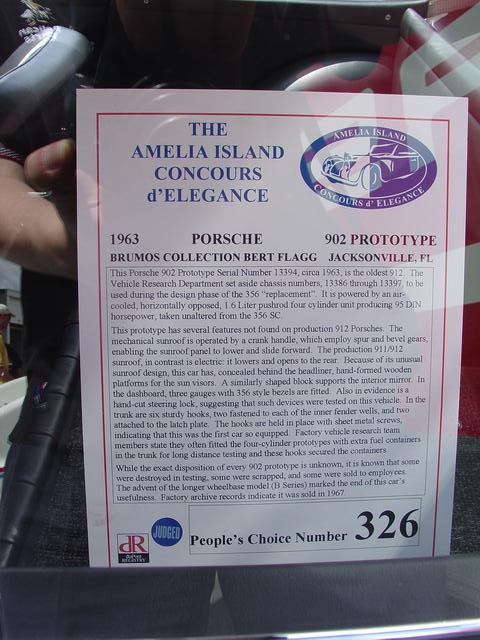 THE
AMELIA ISLAND
CONCOURS
d'ELEGANCE
AMELIA ISLAND
CONCOURS d' ELEGANCE
1963 PORSCHE 902 PROTOTYPE
BRUMOS COLLECTION BERT FLAGG JACKSONVILLE, FL
This Porsche 902 Prototype Serial Number 13394, circa 1963, is the oldest 912. The
Vehicle Research Department set aside chassis numbers, 13386 through 13397, to be
used during the design phase of the 356 "replacement". It is powered by an air-
cooled, horizontally opposed, 1.6 Liter pushrod four cylinder unit producing 95 DIN
horsepower, taken unaltered from the 356 SC.
This prototype has several features not found on production 912 Porsches. The
mechanical sunroof is operated by a crank handle, which employ spur and bevel gears,
enabling the sunroof panel to lower and slide forward. The production 911/912
sunroof, in contrast is electric: it lowers and opens to the rear. Because of its unusual
sunroof design, this car has, concealed behind the headliner, hand-formed wooden
platforms for the sun visors. A similarly shaped block supports the interior mirror. In
the dashboard, three gauges with 356 style bezels are fitted. Also in evidence is a
hand-cut steering lock, suggesting that such devices were tested on this vehicle. In the
trunk are six sturdy hooks, two fastened to each of the inner fender wells, and two
attached to the latch plate. The hooks are held in place with sheet metal screws,
indicating that this was the first car so equipped. Factory vehicle research team
members state they often fitted the four-cylinder prototypes with extra fuel containers
in the trunk for long distance testing and these hooks secured the containers.
While the exact disposition of every 902 prototype is unknown, it is known that some
were destroyed in testing, some were scrapped, and some were sold to employees.
The advent of the longer wheelbase model (B Series) marked the end of this car's
usefulness. Factory archive records indicate it was sold in 1967.
dR
duPont
REGISTRY
JUDGED
People's Choice Number 326